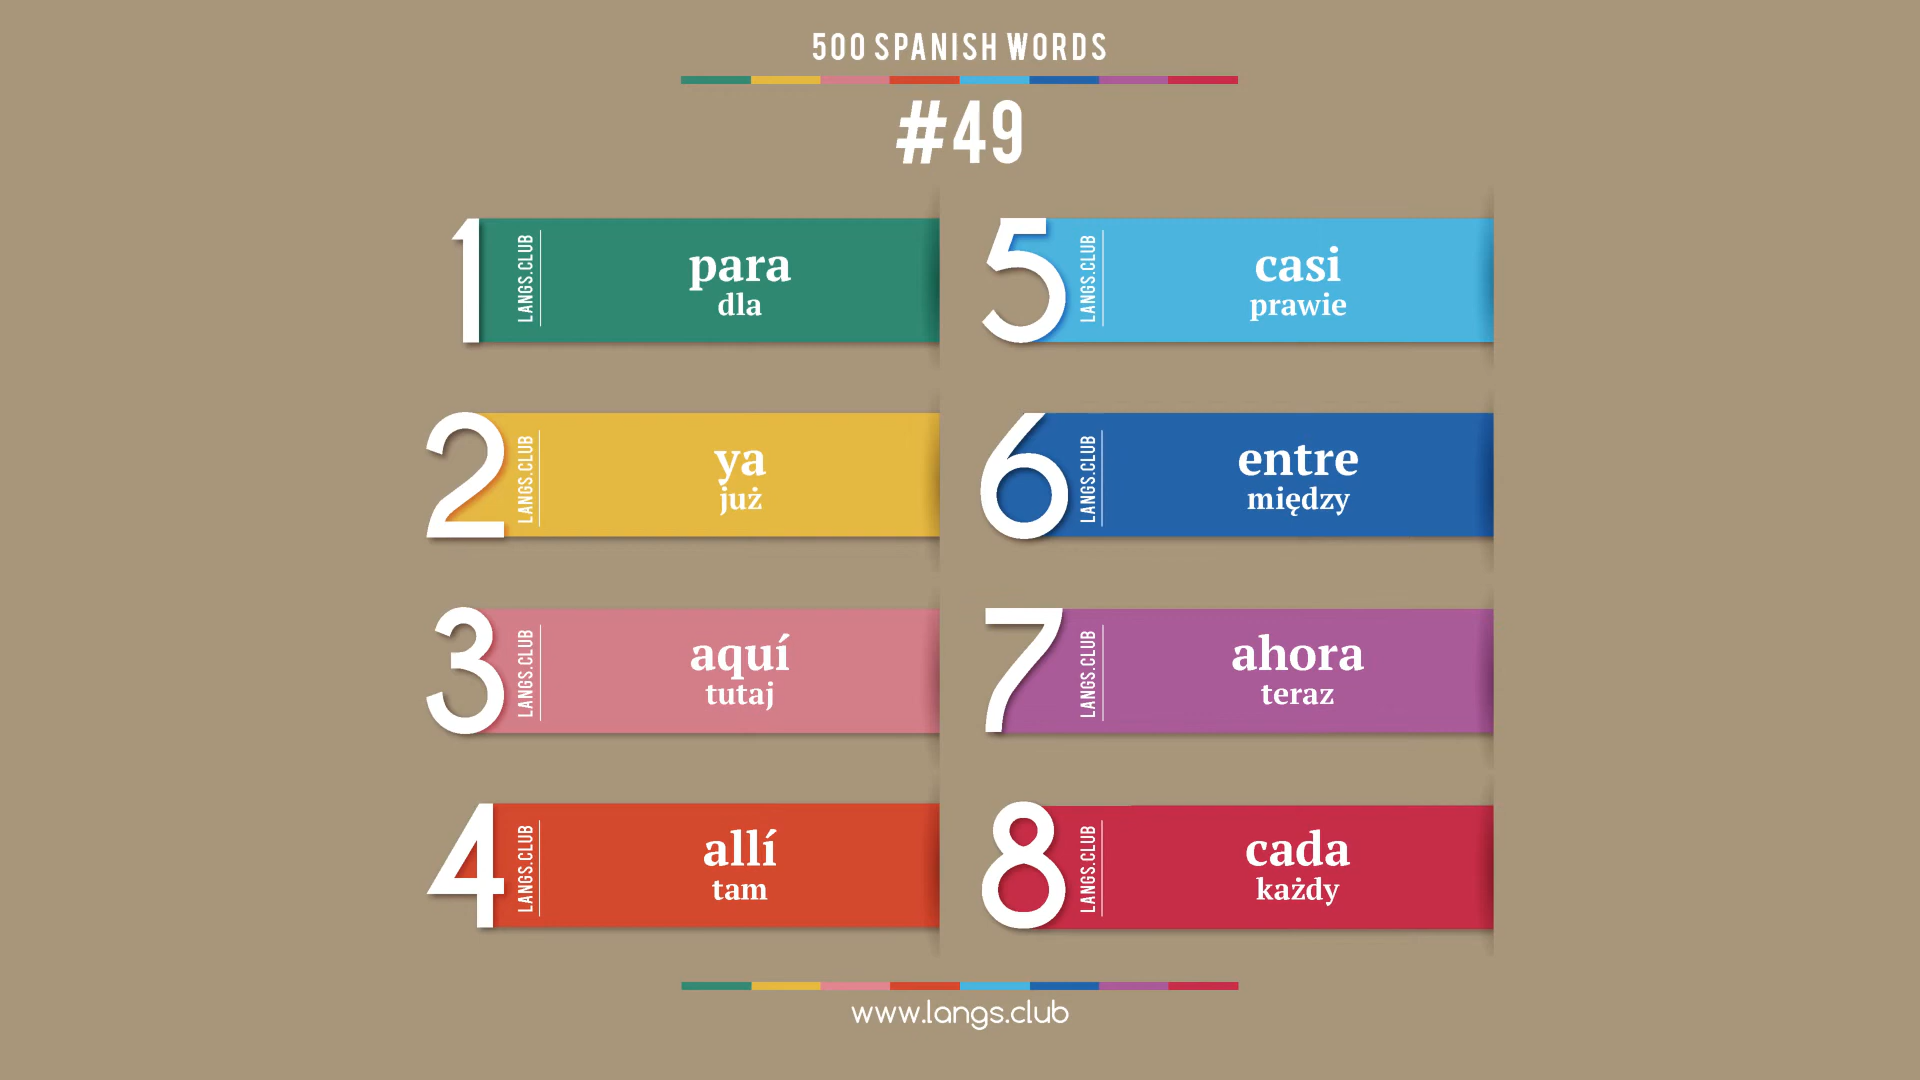 500 SPANISH WORDS
#49
1
LANGS.CLUB
para
dla
2
LANGS.CLUB
ya
już
3
LANGS.CLUB
aquí
tutaj
4
LANGS.CLUB
allí
tam
5
LANGS.CLUB
casi
prawie
6
LANGS.CLUB
entre
między
7
LANGS.CLUB
ahora
teraz
8
LANGS.CLUB
cada
każdy
www.langs.club